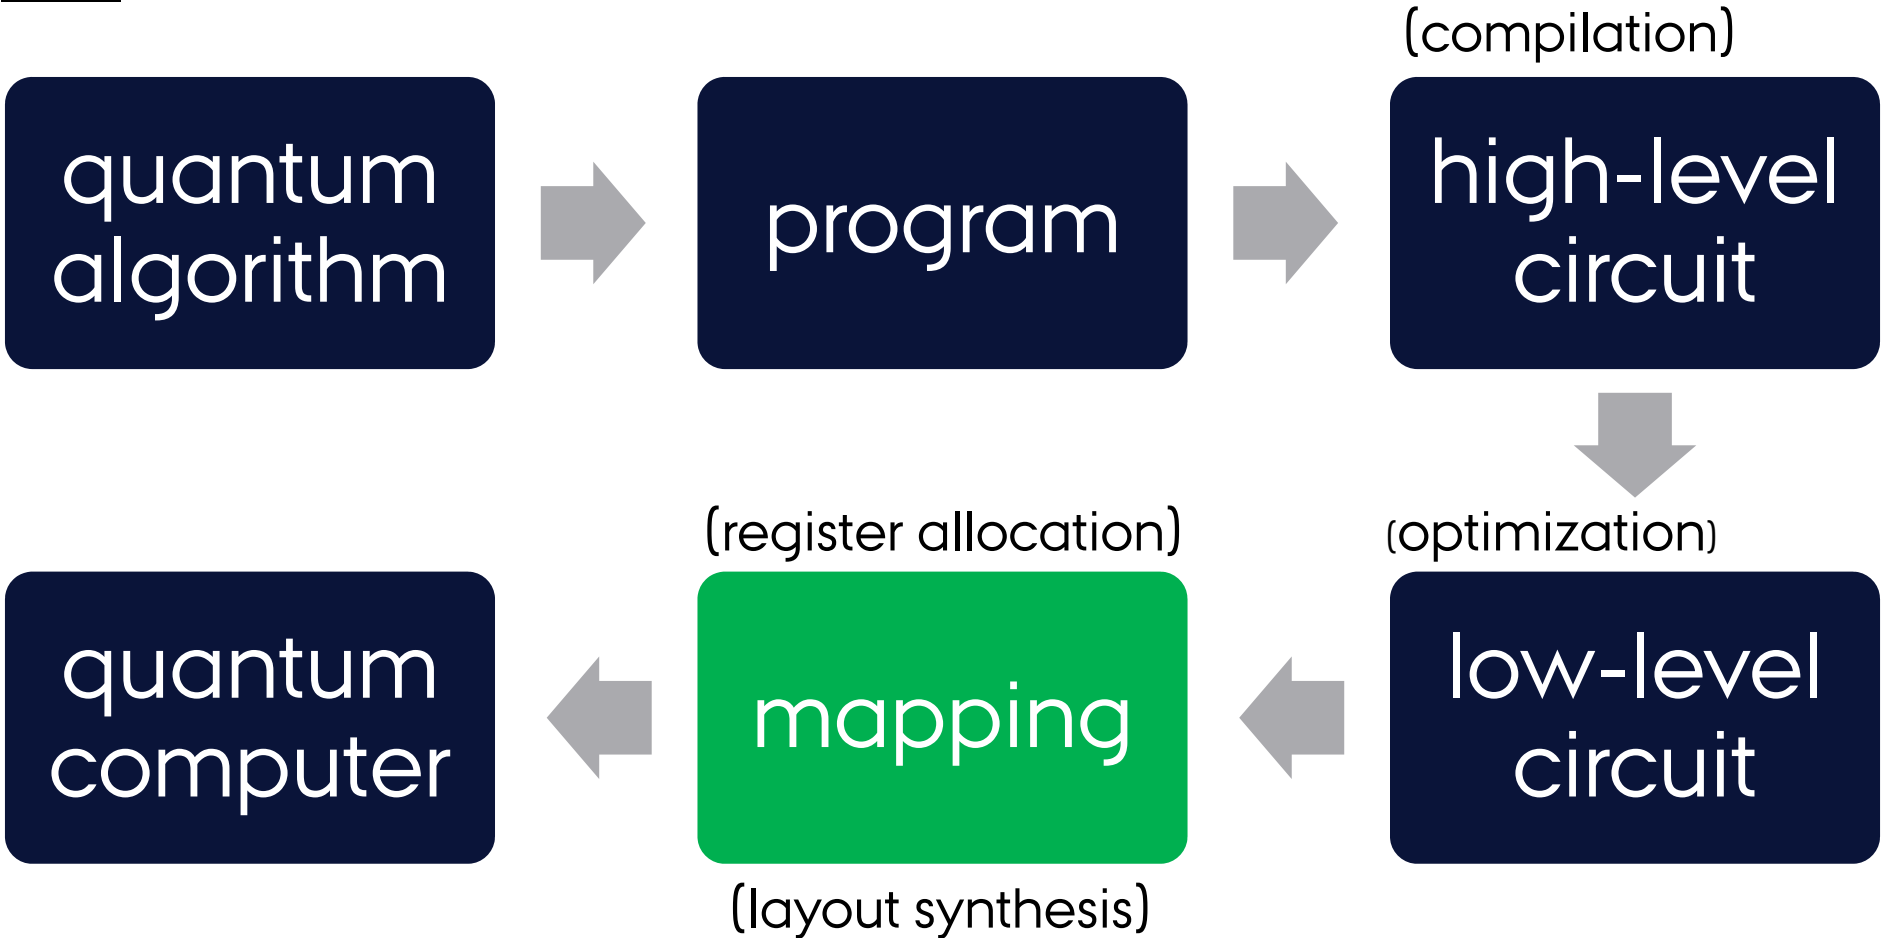 (compilation)
quantum
algorithm
program
high-level
circuit
(register allocation)
(optimization)
quantum
computer
mapping
low-level
circuit
(layout synthesis)